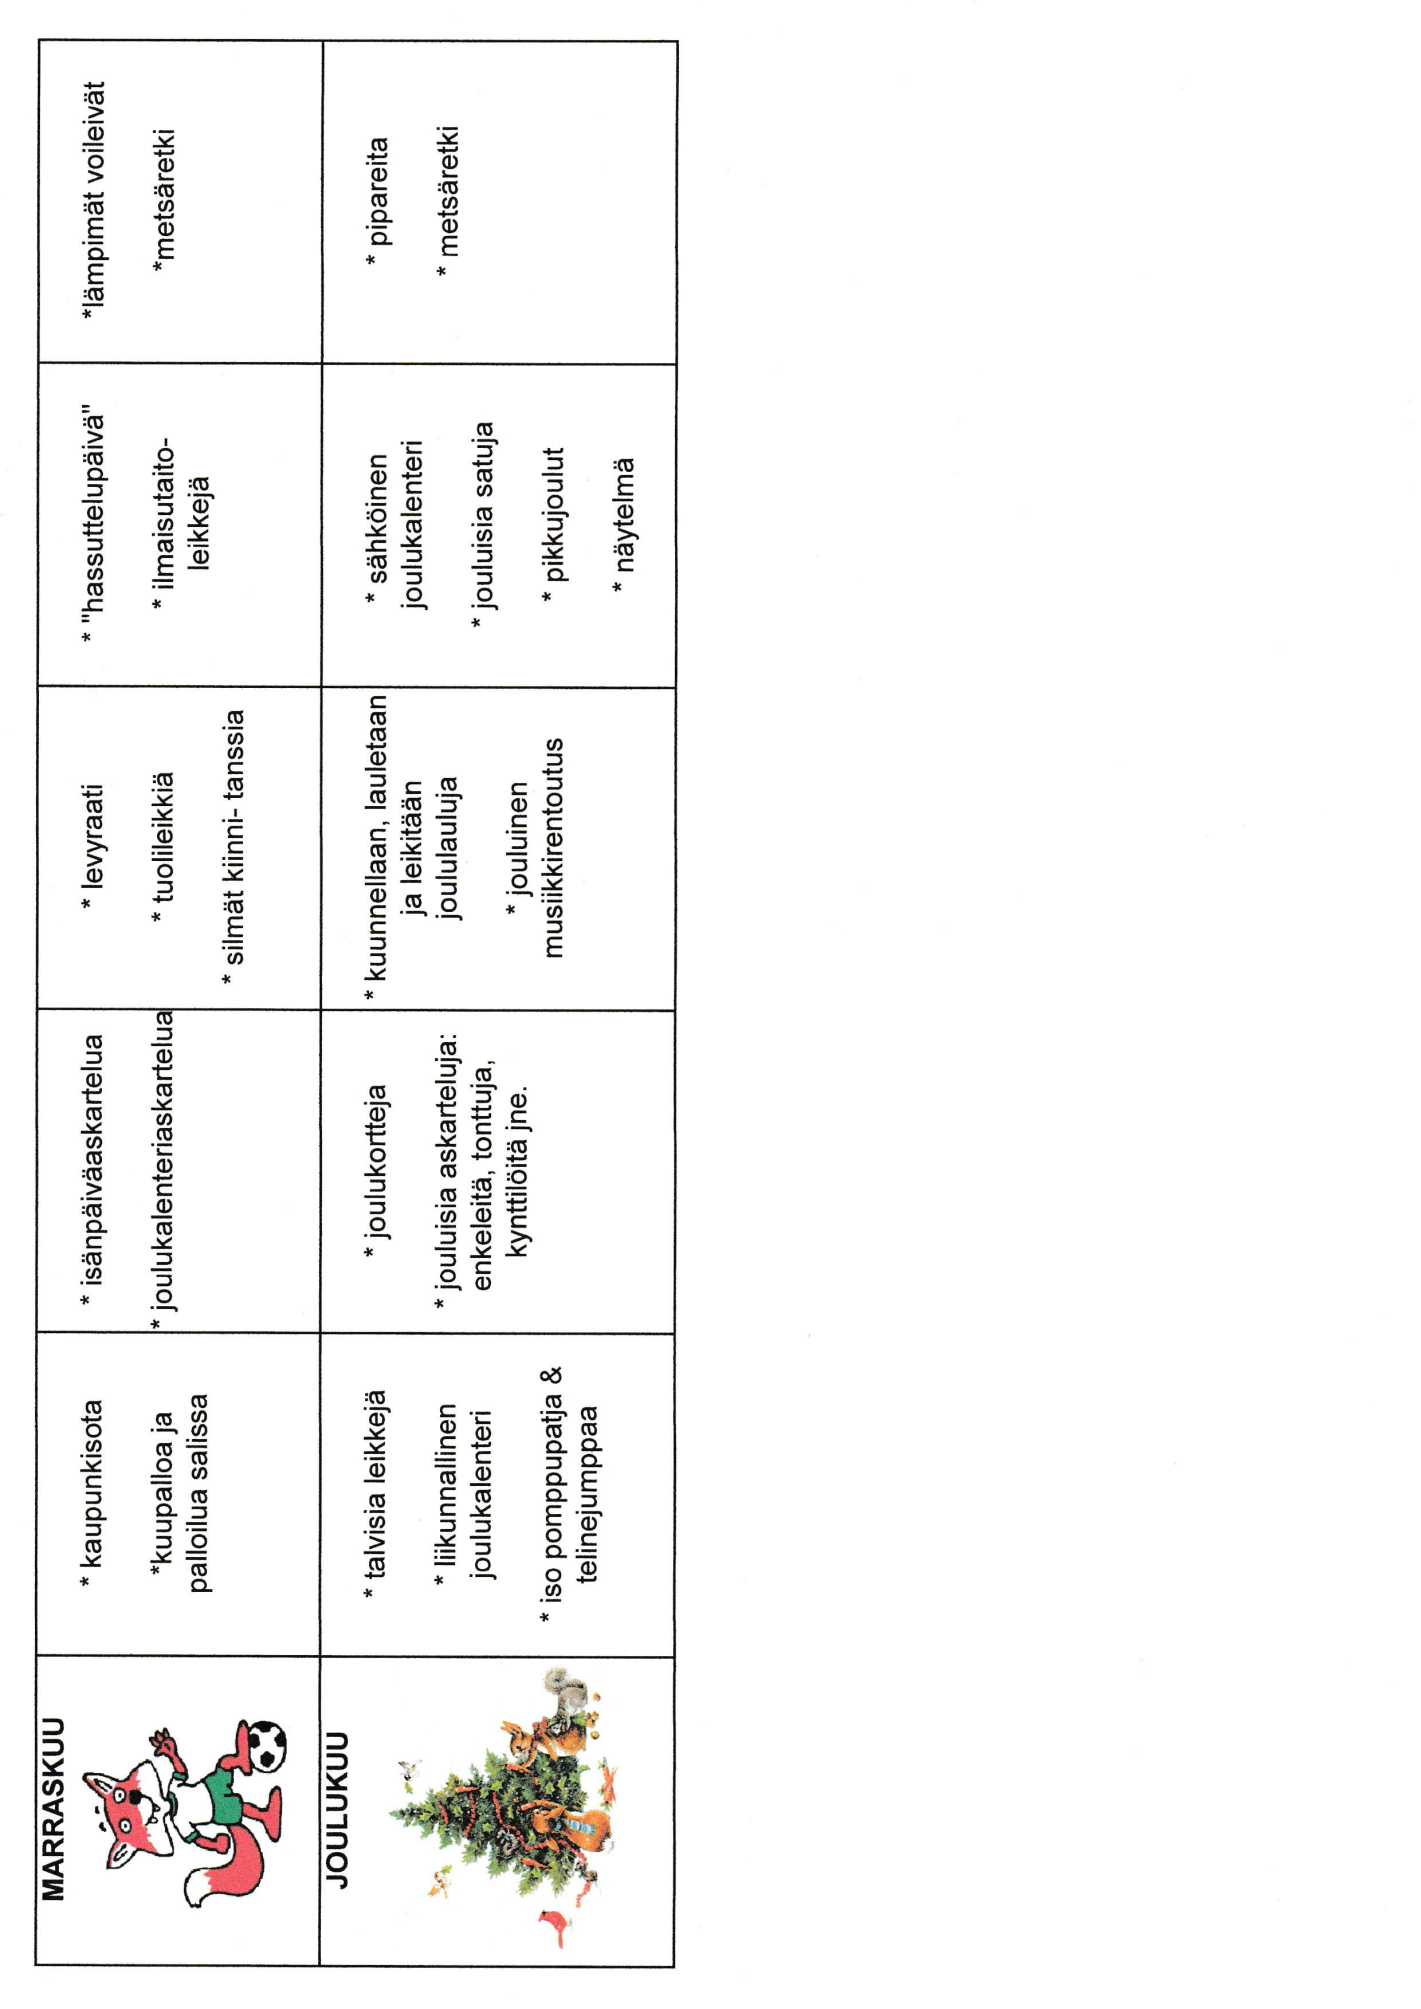 MARRASKUU
* kaupunkisota
*kuupalloa ja
palloilua salissa
* isänpäiväaskartelua
* joulukalenteriaskartelua
* levyraati
* tuolileikkiä
* silmät kiinni- tanssia
* "hassuttelupäivä"
* ilmaisutaito-
leikkejä
*lämpimät voileivät
*metsäretki
JOULUKUU
* talvisia leikkejä
* liikunnallinen
joulukalenteri
* iso pomppupatja &
telinejumppaa
* joulukortteja
* jouluisia askarteluja:
enkeleitä, tonttuja,
kynttilöitä jne.
* kuunnellaan, lauletaan
ja leikitään
joululauluja
* jouluinen
musiikkirentoutus
* sähköinen
joulukalenteri
* jouluisia satuja
* pikkujoulut
* näytelmä
* pipareita
* metsäretki